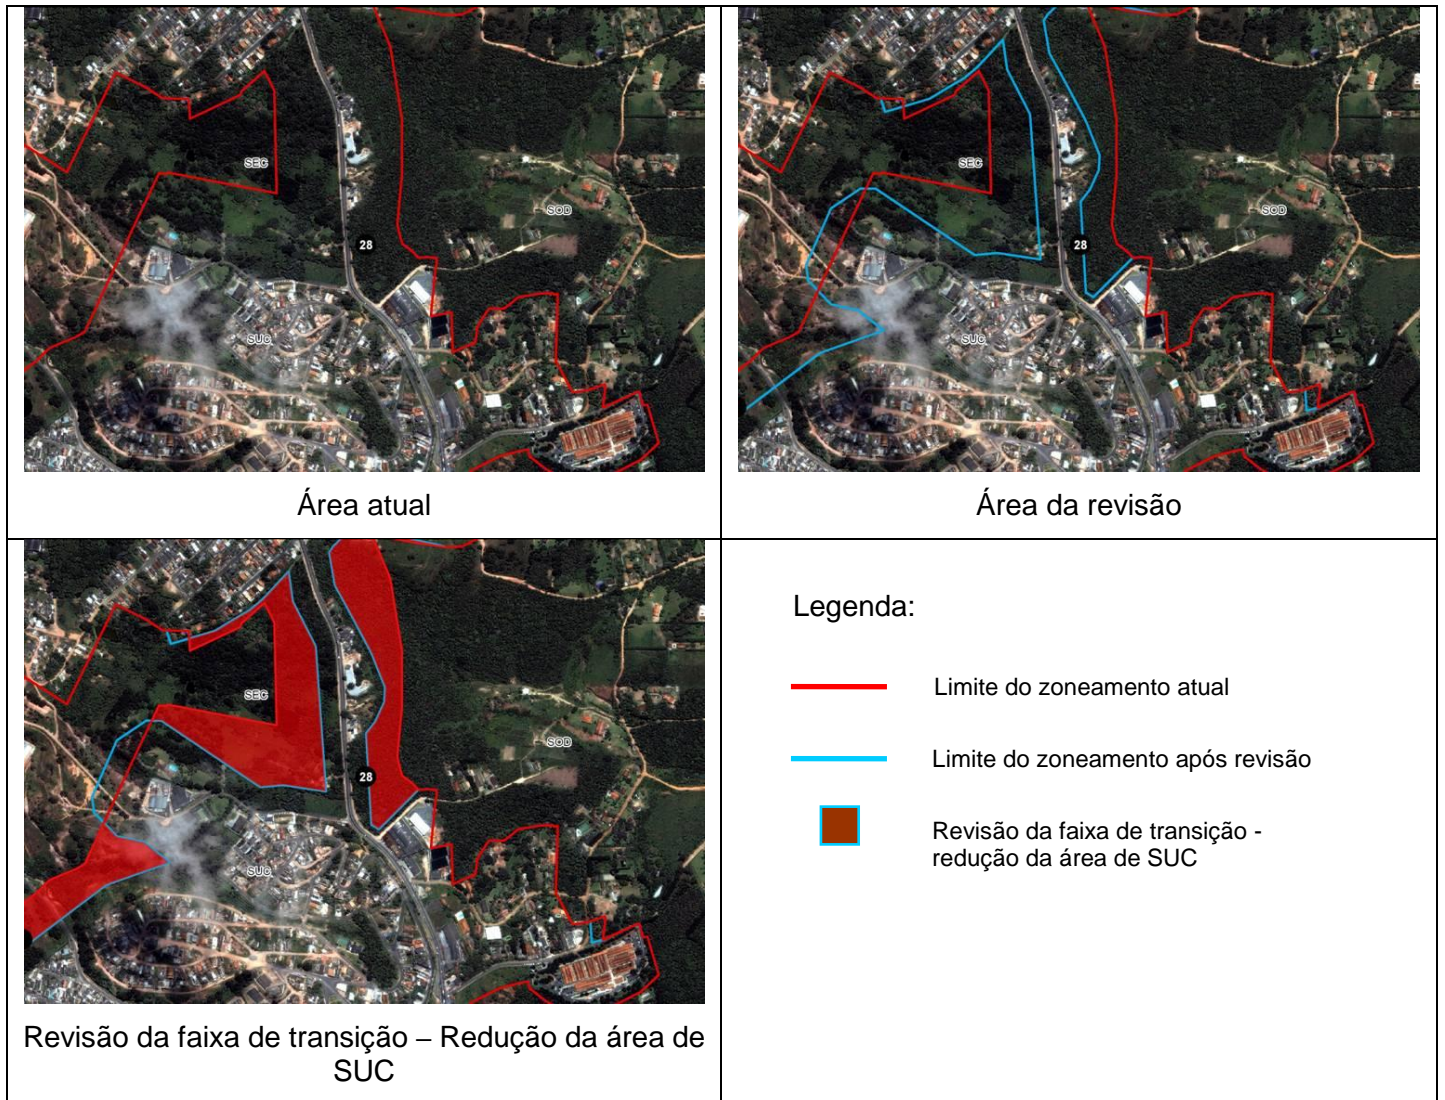 SEC
SOD
28
SUC
Área atual
SEC
SOD
28
SUC
Área da revisão
SEC
SOD
28
SUC
Revisão da faixa de transição – Redução da área de
SUC
Legenda:
Limite do zoneamento atual
Limite do zoneamento após revisão
Revisão da faixa de transição -
redução da área de SUC